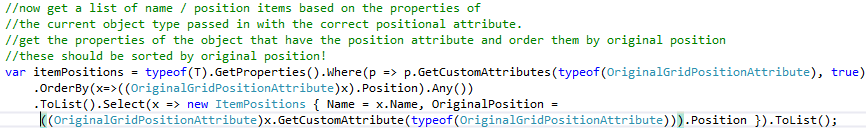 //now get a list of name / position items based on the properties of
//the current object type passed in with the correct positional attribute.
//get the properties of the object that have the position attribute and order them by original position
//these should be sorted by original position!
var itemPositions = typeof(T).GetProperties().Where(p => p.GetCustomAttributes(typeof(OriginalGridPositionAttribute), true)
.OrderBy(x=>((OriginalGridPositionAttribute)x).Position).Any())
.ToList().Select(x => new ItemPositions { Name = x.Name, OriginalPosition =
((OriginalGridPositionAttribute)x.GetCustomAttribute(typeof(OriginalGridPositionAttribute))).Position }).ToList();